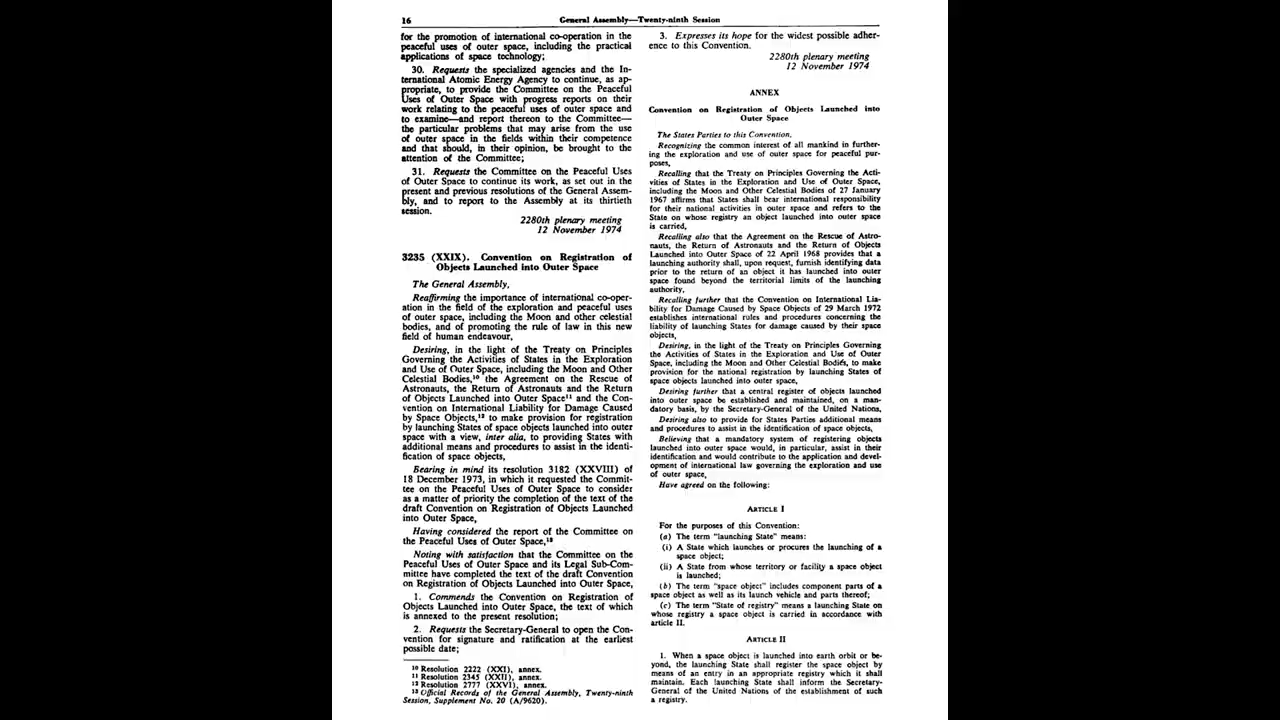 16
General Assembly—Twenty-ninth Session
for the promotion of international co-operation in the
peaceful uses of outer space, including the practical
applications of space technology;
30. Requests the specialized agencies and the In-
ternational Atomic Energy Agency to continue, as ap-
propriate, to provide the Committee on the Peaceful
Uses of Outer Space with progress reports on their
work relating to the peaceful uses of outer space and
to examine—and report thereon to the Committee—
the particular problems that may arise from the use
of outer space in the fields within their competence
and that should, in their opinion, be brought to the
attention of the Committee;
31. Requests the Committee on the Peaceful Uses
of Outer Space to continue its work, as set out in the
present and previous resolutions of the General Assem-
bly, and to report to the Assembly at its thirtieth
session.
2280th plenary meeting
12 November 1974
3235 (XXIX). Convention on Registration of
Objects Launched into Outer Space
The General Assembly,
Reaffirming the importance of international co-oper-
ation in the field of the exploration and peaceful uses
of outer space, including the Moon and other celestial
bodies, and of promoting the rule of law in this new
field of human endeavour,
Desiring, in the light of the Treaty on Principles
Governing the Activities of States in the Exploration
and Use of Outer Space, including the Moon and Other
Celestial Bodies,¹⁰ the Agreement on the Rescue of
Astronauts, the Return of Astronauts and the Return
of Objects Launched into Outer Space¹¹ and the Con-
vention on International Liability for Damage Caused
by Space Objects,¹² to make provision for registration
by launching States of space objects launched into outer
space with a view, inter alia, to providing States with
additional means and procedures to assist in the identi-
fication of space objects,
Bearing in mind its resolution 3182 (XXVIII) of
18 December 1973, in which it requested the Commit-
tee on the Peaceful Uses of Outer Space to consider
as a matter of priority the completion of the text of the
draft Convention on Registration of Objects Launched
into Outer Space,
Having considered the report of the Committee on
the Peaceful Uses of Outer Space,¹³
Noting with satisfaction that the Committee on the
Peaceful Uses of Outer Space and its Legal Sub-Com-
mittee have completed the text of the draft Convention
on Registration of Objects Launched into Outer Space,
1. Commends the Convention on Registration of
Objects Launched into Outer Space, the text of which
is annexed to the present resolution;
2. Requests the Secretary-General to open the Con-
vention for signature and ratification at the earliest
possible date;
¹⁰ Resolution 2222 (XXI), annex.
¹¹ Resolution 2345 (XXII), annex.
¹² Resolution 2777 (XXVI), annex.
¹³ Official Records of the General Assembly, Twenty-ninth
Session, Supplement No. 20 (A/9620).
3. Expresses its hope for the widest possible adher-
ence to this Convention.
2280th plenary meeting
12 November 1974
ANNEX
Convention on Registration of Objects Launched into
Outer Space
The States Parties to this Convention,
Recognizing the common interest of all mankind in further-
ing the exploration and use of outer space for peaceful pur-
poses,
Recalling that the Treaty on Principles Governing the Acti-
vities of States in the Exploration and Use of Outer Space,
including the Moon and Other Celestial Bodies of 27 January
1967 affirms that States shall bear international responsibility
for their national activities in outer space and refers to the
State on whose registry an object launched into outer space
is carried,
Recalling also that the Agreement on the Rescue of Astro-
nauts, the Return of Astronauts and the Return of Objects
Launched into Outer Space of 22 April 1968 provides that a
launching authority shall, upon request, furnish identifying data
prior to the return of an object it has launched into outer
space found beyond the territorial limits of the launching
authority,
Recalling further that the Convention on International Lia-
bility for Damage Caused by Space Objects of 29 March 1972
establishes international rules and procedures concerning the
liability of launching States for damage caused by their space
objects,
Desiring, in the light of the Treaty on Principles Governing
the Activities of States in the Exploration and Use of Outer
Space, including the Moon and Other Celestial Bodies, to make
provision for the national registration by launching States of
space objects launched into outer space,
Desiring further that a central register of objects launched
into outer space be established and maintained, on a man-
datory basis, by the Secretary-General of the United Nations,
Desiring also to provide for States Parties additional means
and procedures to assist in the identification of space objects,
Believing that a mandatory system of registering objects
launched into outer space would, in particular, assist in their
identification and would contribute to the application and devel-
opment of international law governing the exploration and use
of outer space,
Have agreed on the following:
ARTICLE I
For the purposes of this Convention:
(a) The term "launching State" means:
(i) A State which launches or procures the launching of a
space object;
(ii) A State from whose territory or facility a space object
is launched;
(b) The term "space object" includes component parts of a
space object as well as its launch vehicle and parts thereof;
(c) The term "State of registry" means a launching State on
whose registry a space object is carried in accordance with
article II.
ARTICLE II
1. When a space object is launched into earth orbit or be-
yond, the launching State shall register the space object by
means of an entry in an appropriate registry which it shall
maintain. Each launching State shall inform the Secretary-
General of the United Nations of the establishment of such
a registry.